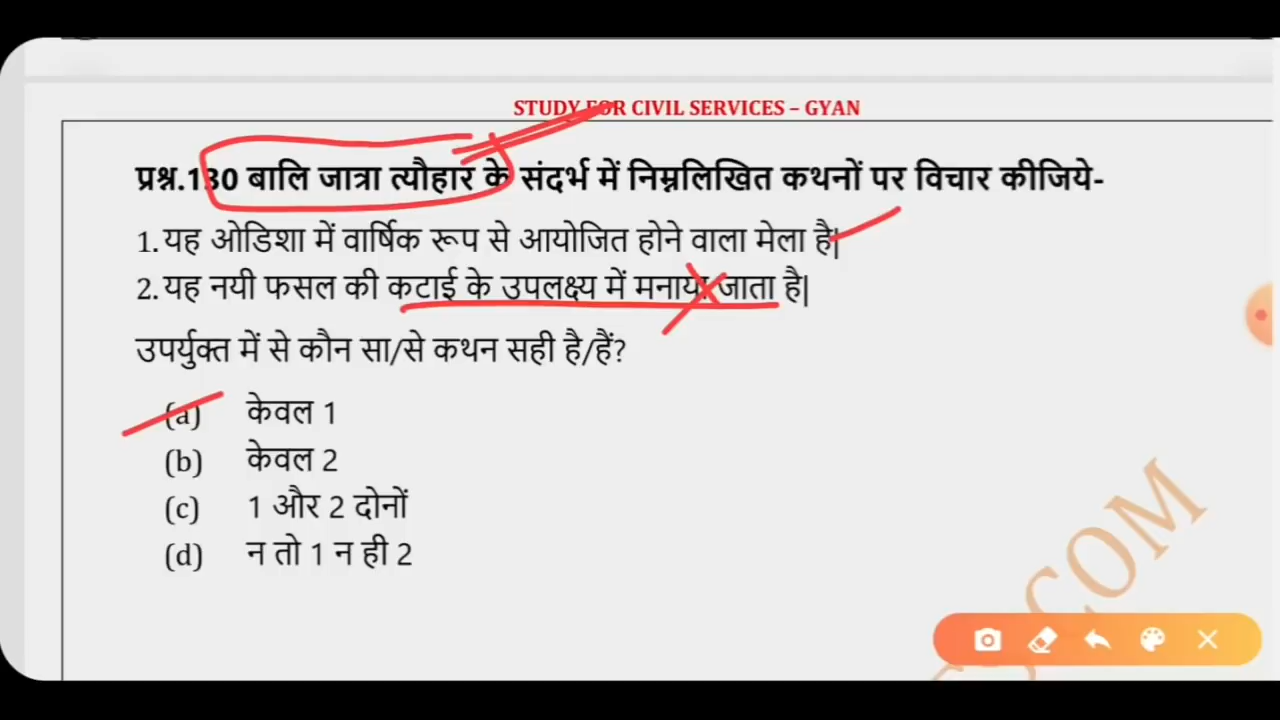 STUDY FOR CIVIL SERVICES – GYAN
प्रश्न.130 बालि जात्रा त्यौहार के संदर्भ में निम्नलिखित कथनों पर विचार कीजिये-
1. यह ओडिशा में वार्षिक रूप से आयोजित होने वाला मेला है|
2. यह नयी फसल की कटाई के उपलक्ष्य में मनाया जाता है|
उपर्युक्त में से कौन सा/से कथन सही है/हैं?
(a) केवल 1
(b) केवल 2
(c) 1 और 2 दोनों
(d) न तो 1 न ही 2
.COM